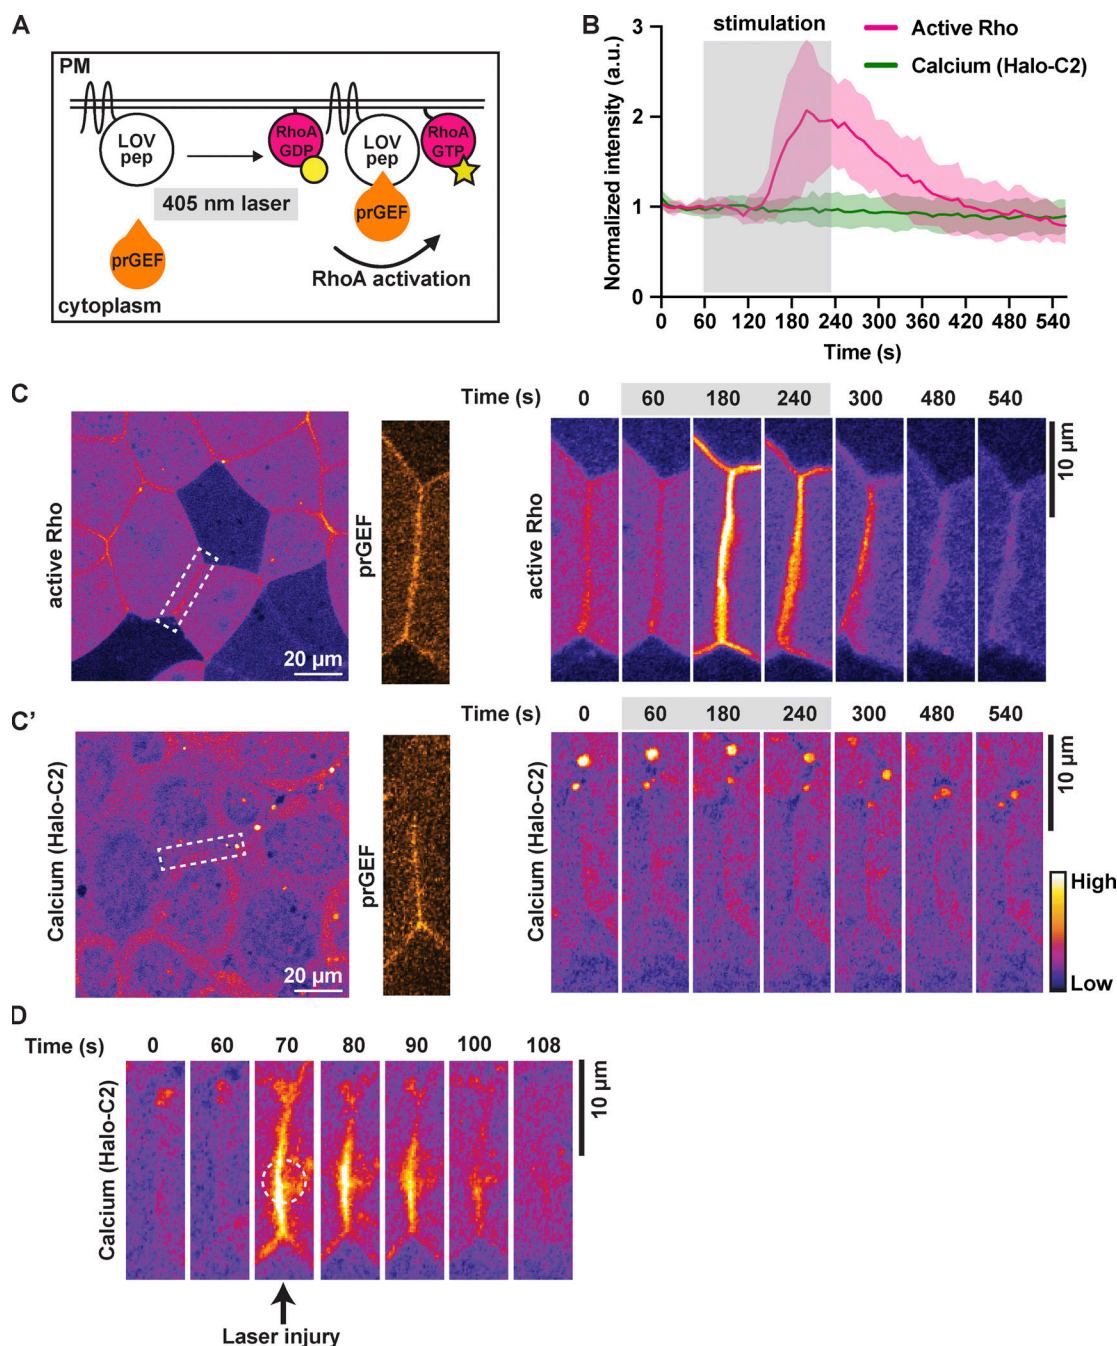 A
PM
LOV
pep
RhoA
GDP
LOV
pep
RhoA
GTP
405 nm laser
prGEF
prGEF
RhoA activation
cytoplasm
B
stimulation
Active Rho
Calcium (Halo-C2)
Normalized intensity (a.u.)
3
2
1
0
0 60 120 180 240 300 360 420 480 540
Time (s)
C
active Rho
20 µm
prGEF
Time (s) 0 60 180 240 300 480 540
active Rho
10 µm
C'
Calcium (Halo-C2)
20 µm
prGEF
Time (s) 0 60 180 240 300 480 540
Calcium (Halo-C2)
10 µm
High
Low
D
Time (s) 0 60 70 80 90 100 108
Calcium (Halo-C2)
10 µm
Laser injury